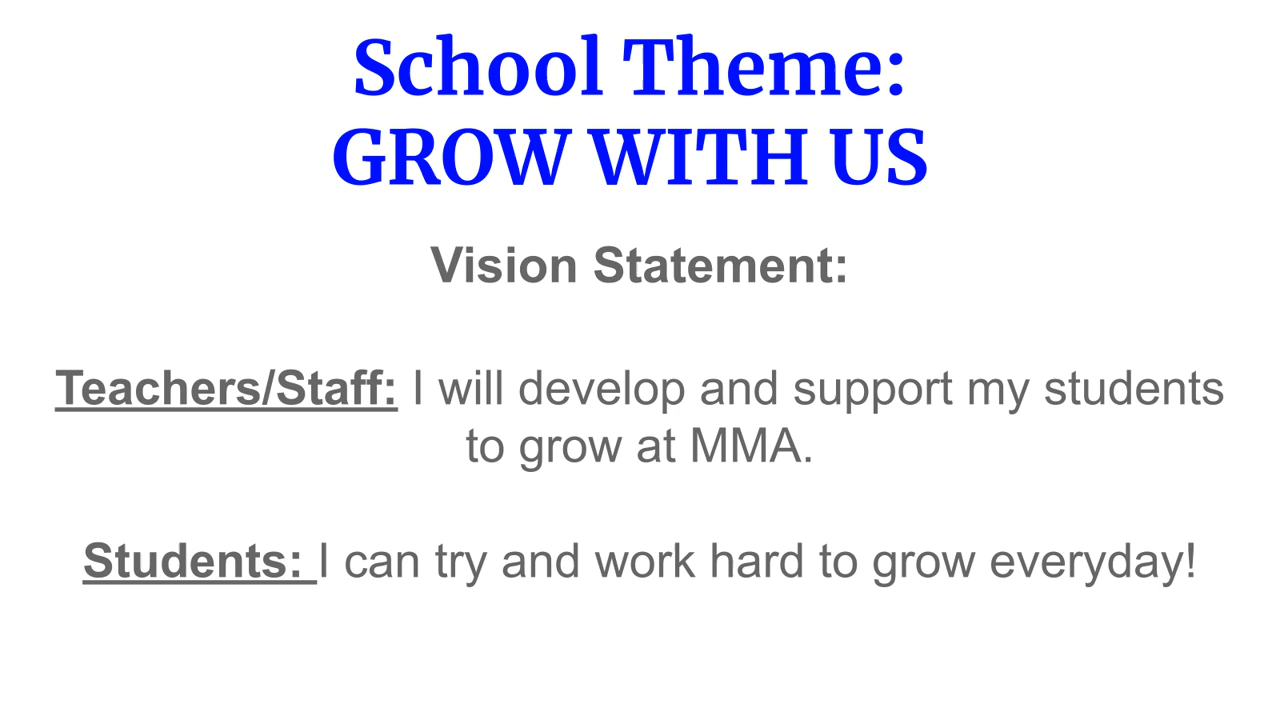 School Theme:
GROW WITH US
Vision Statement:
Teachers/Staff: I will develop and support my students
to grow at MMA.
Students: I can try and work hard to grow everyday!